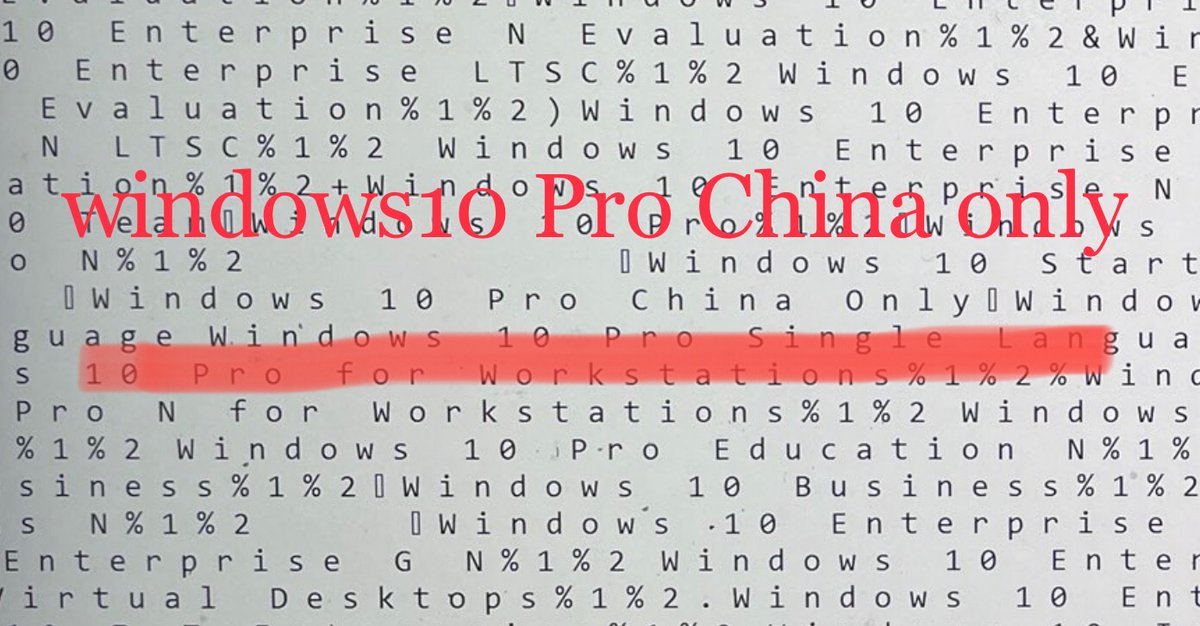 10 Enterprise N Evaluation%1%2&Win
0 Enterprise LTSC%1%2 Windows 10 E
Evaluation%1%2)Windows 10 Enterpr
N LTSC%1%2 Windows 10 Enterprise
ation%1%2+Windows 10 Enterprise N
windows10 Pro China only
0 Team Windows 10 Pro%1%2 Windows
o N%1%2 Windows 10 Start
Windows 10 Pro China Only Window
guage Windows 10 Pro Single Langua
s 10 Pro for Workstations%1%2%Wind
Pro N for Workstations%1%2 Windows
%1%2 Windows 10 Pro Education N%1%
siness%1%2 Windows 10 Business%1%2
s N%1%2 Windows 10 Enterprise
Enterprise G N%1%2 Windows 10 Enter
Virtual Desktops%1%2.Windows 10 Ent